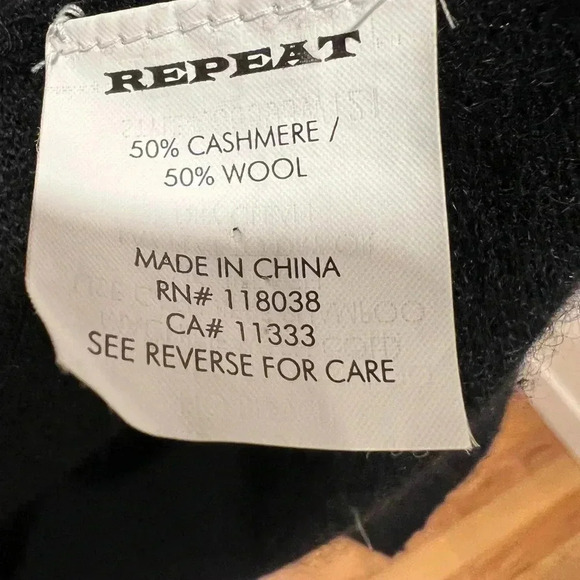 REPEAT
50% CASHMERE /
50% WOOL
MADE IN CHINA
RN# 118038
CA# 11333
SEE REVERSE FOR CARE